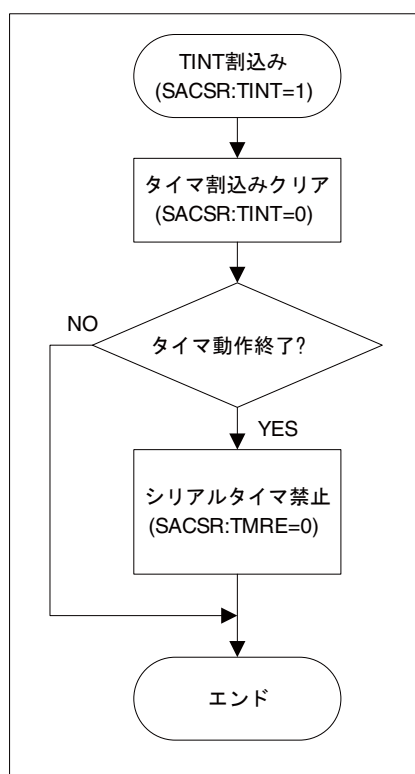 TINT割込み
(SACSR:TINT=1)
タイマ割込みクリア
(SACSR:TINT=0)
NO
タイマ動作終了?
YES
シリアルタイマ禁止
(SACSR:TMRE=0)
エンド